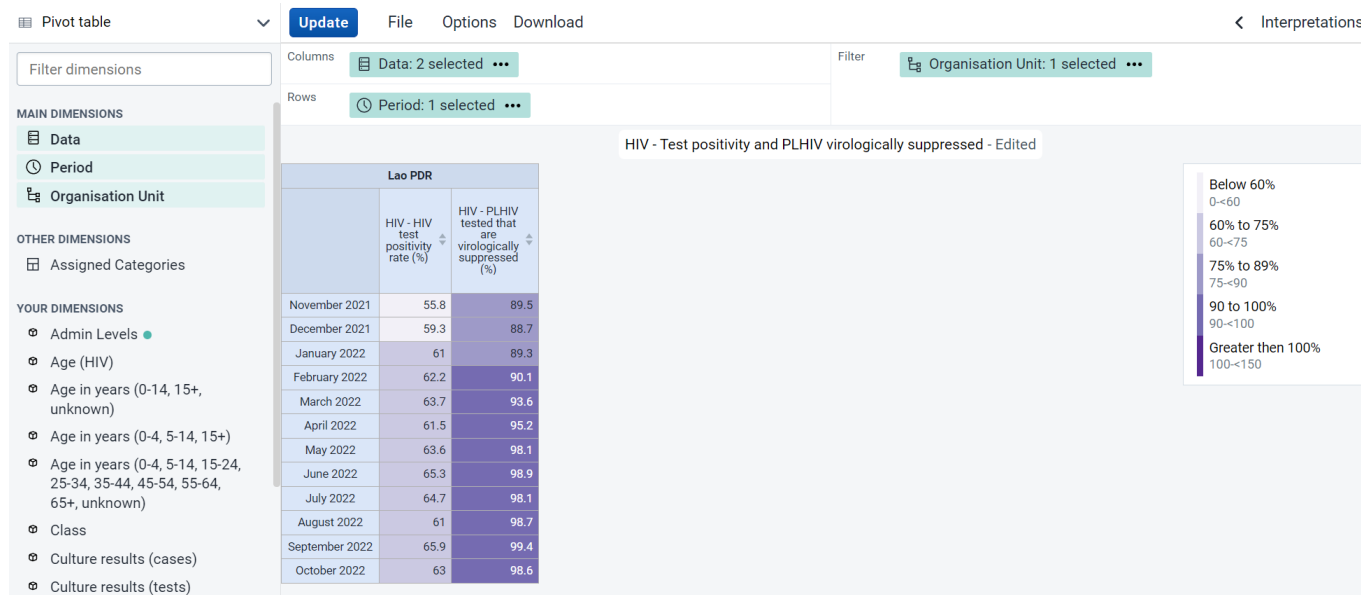 Pivot table
Update File Options Download
Interpretations
Filter dimensions
MAIN DIMENSIONS
Data
Period
Organisation Unit
OTHER DIMENSIONS
Assigned Categories
YOUR DIMENSIONS
Admin Levels
Age (HIV)
Age in years (0-14, 15+,
unknown)
Age in years (0-4, 5-14, 15+)
Age in years (0-4, 5-14, 15-24,
25-34, 35-44, 45-54, 55-64,
65+, unknown)
Class
Culture results (cases)
Culture results (tests)
Columns Data: 2 selected •••
Rows Period: 1 selected •••
Filter Organisation Unit: 1 selected •••
HIV - Test positivity and PLHIV virologically suppressed - Edited
Lao PDR
HIV - HIV
test
positivity
rate (%)
HIV - PLHIV
tested that
are
virologically
suppressed
(%)
November 2021 55.8 89.5
December 2021 59.3 88.7
January 2022 61 89.3
February 2022 62.2 90.1
March 2022 63.7 93.6
April 2022 61.5 95.2
May 2022 63.6 98.1
June 2022 65.3 98.9
July 2022 64.7 98.1
August 2022 61 98.7
September 2022 65.9 99.4
October 2022 63 98.6
Below 60%
0-<60
60% to 75%
60-<75
75% to 89%
75-<90
90 to 100%
90-<100
Greater then 100%
100-<150